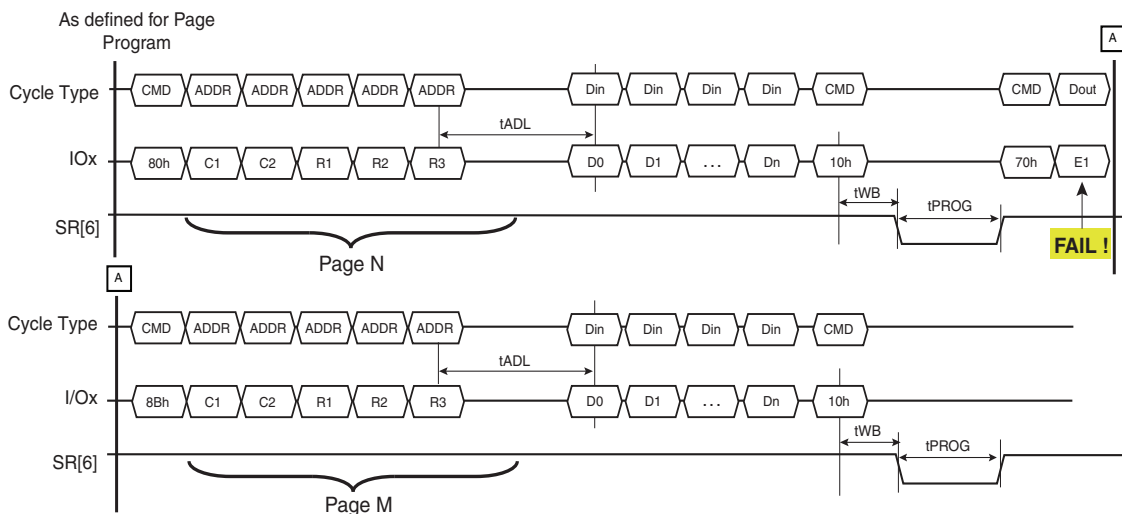 As defined for Page
Program
A
Cycle Type CMD ADDR ADDR ADDR ADDR ADDR Din Din Din Din CMD CMD Dout
tADL
IOx 80h C1 C2 R1 R2 R3 D0 D1 ... Dn 10h 70h E1
tWB tPROG
SR[6]
FAIL !
Page N
A
Cycle Type CMD ADDR ADDR ADDR ADDR ADDR Din Din Din Din CMD
tADL
I/Ox 8Bh C1 C2 R1 R2 R3 D0 D1 ... Dn 10h
tWB tPROG
SR[6]
Page M